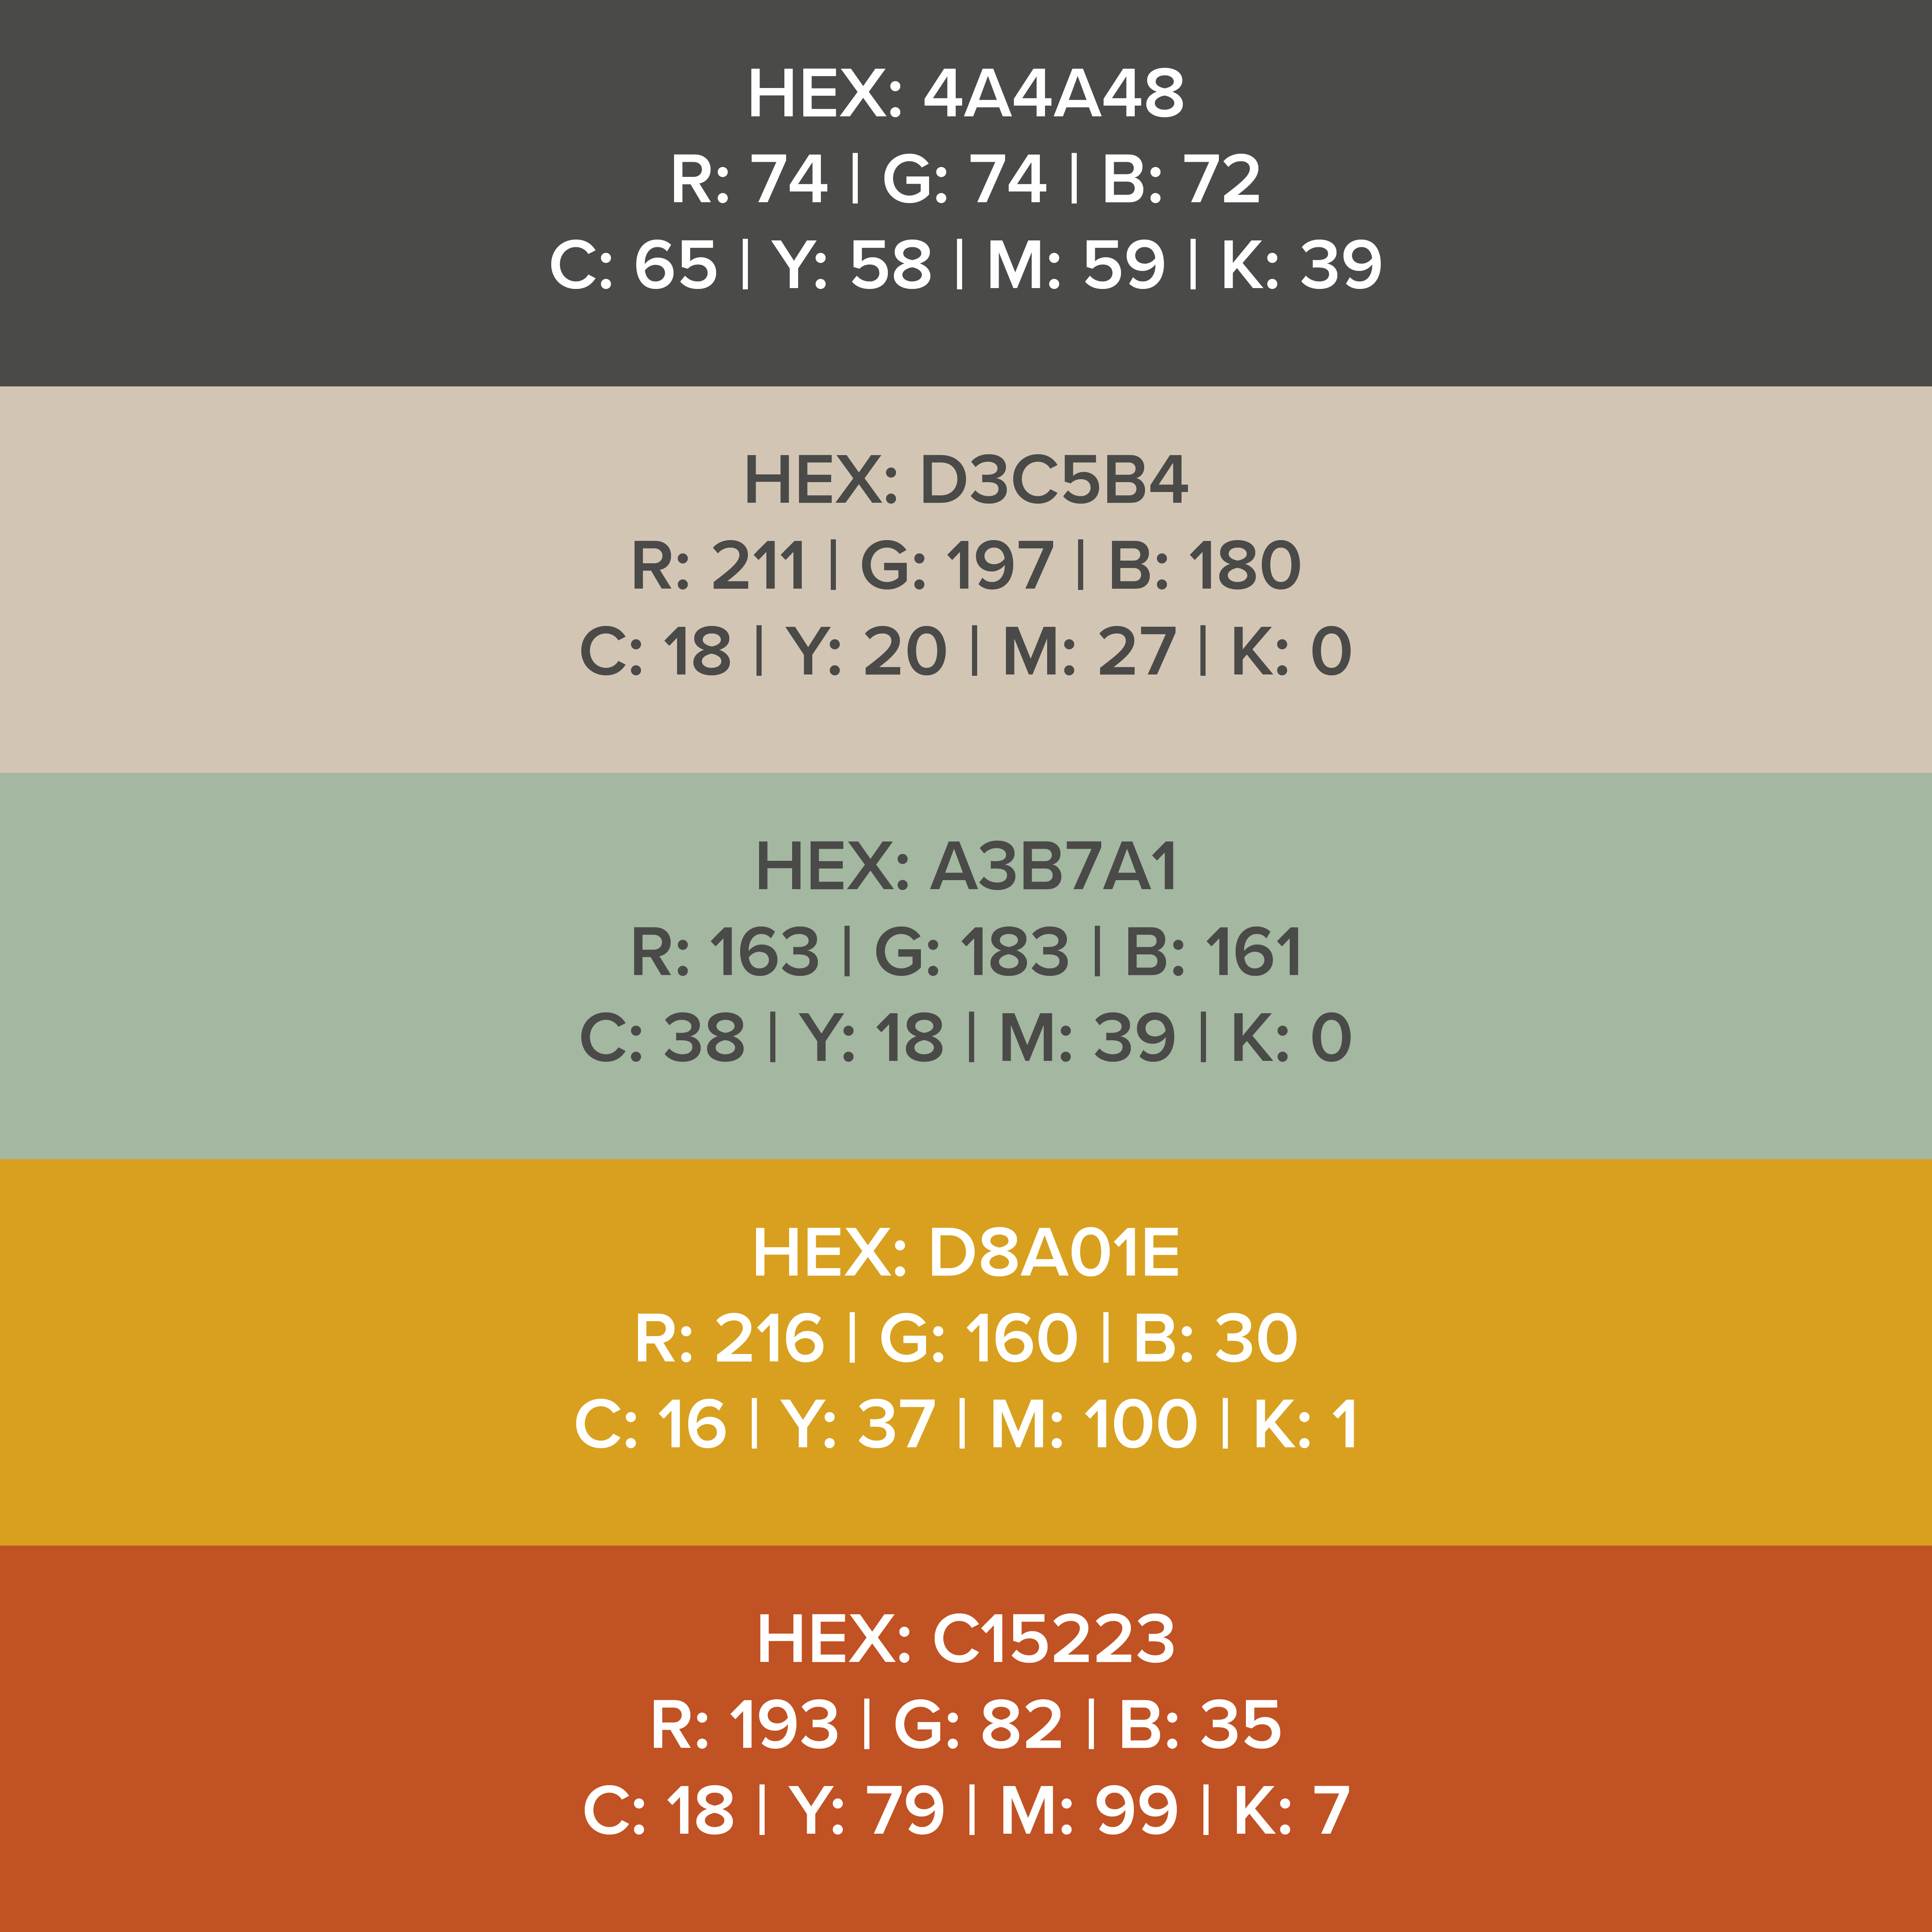 HEX: 4A4A48
R: 74 | G: 74 | B: 72
C: 65 | Y: 58 | M: 59 | K: 39
HEX: D3C5B4
R: 211 | G: 197 | B: 180
C: 18 | Y: 20 | M: 27 | K: 0
HEX: A3B7A1
R: 163 | G: 183 | B: 161
C: 38 | Y: 18 | M: 39 | K: 0
HEX: D8A01E
R: 216 | G: 160 | B: 30
C: 16 | Y: 37 | M: 100 | K: 1
HEX: C15223
R: 193 | G: 82 | B: 35
C: 18 | Y: 79 | M: 99 | K: 7